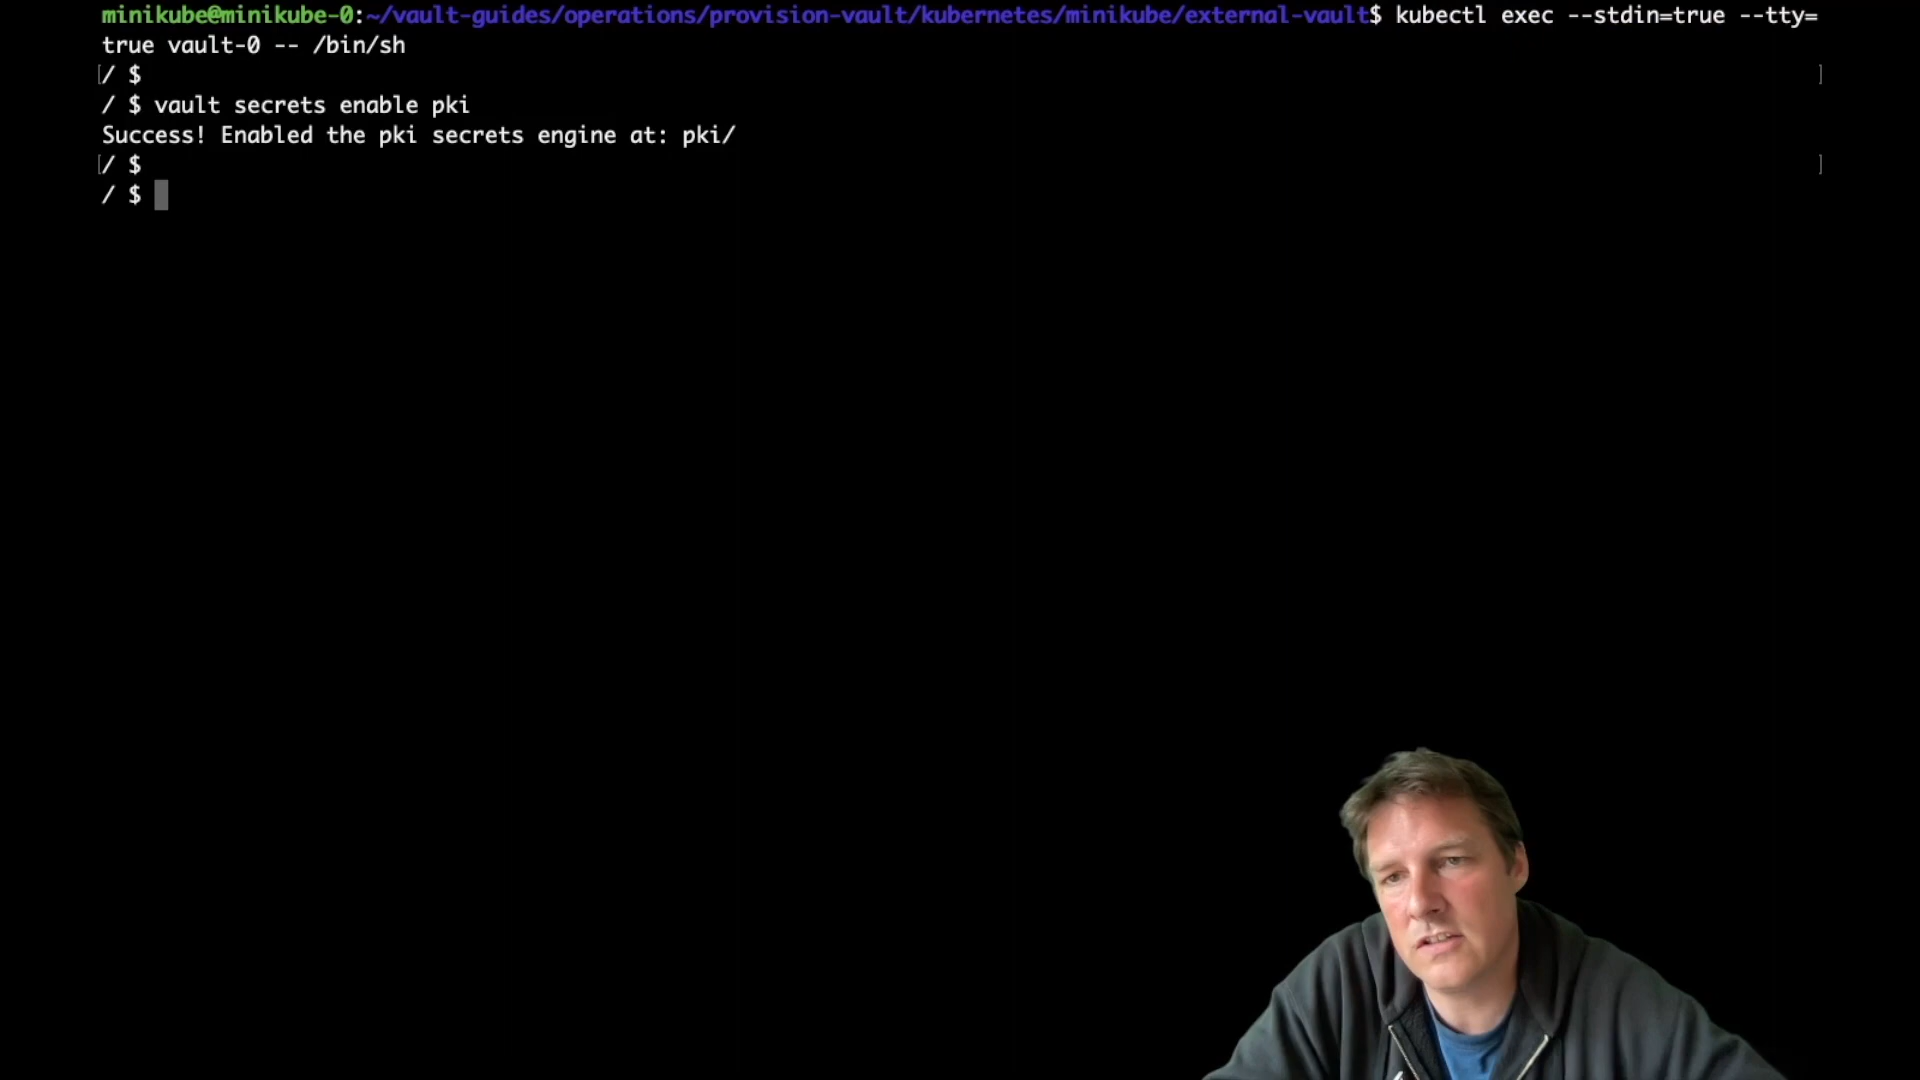 minikube@minikube-0:~/vault-guides/operations/provision-vault/kubernetes/minikube/external-vault$ kubectl exec --stdin=true --tty=
true vault-0 -- /bin/sh
[/ $ ]
/ $ vault secrets enable pki
Success! Enabled the pki secrets engine at: pki/
[/ $ ]
/ $